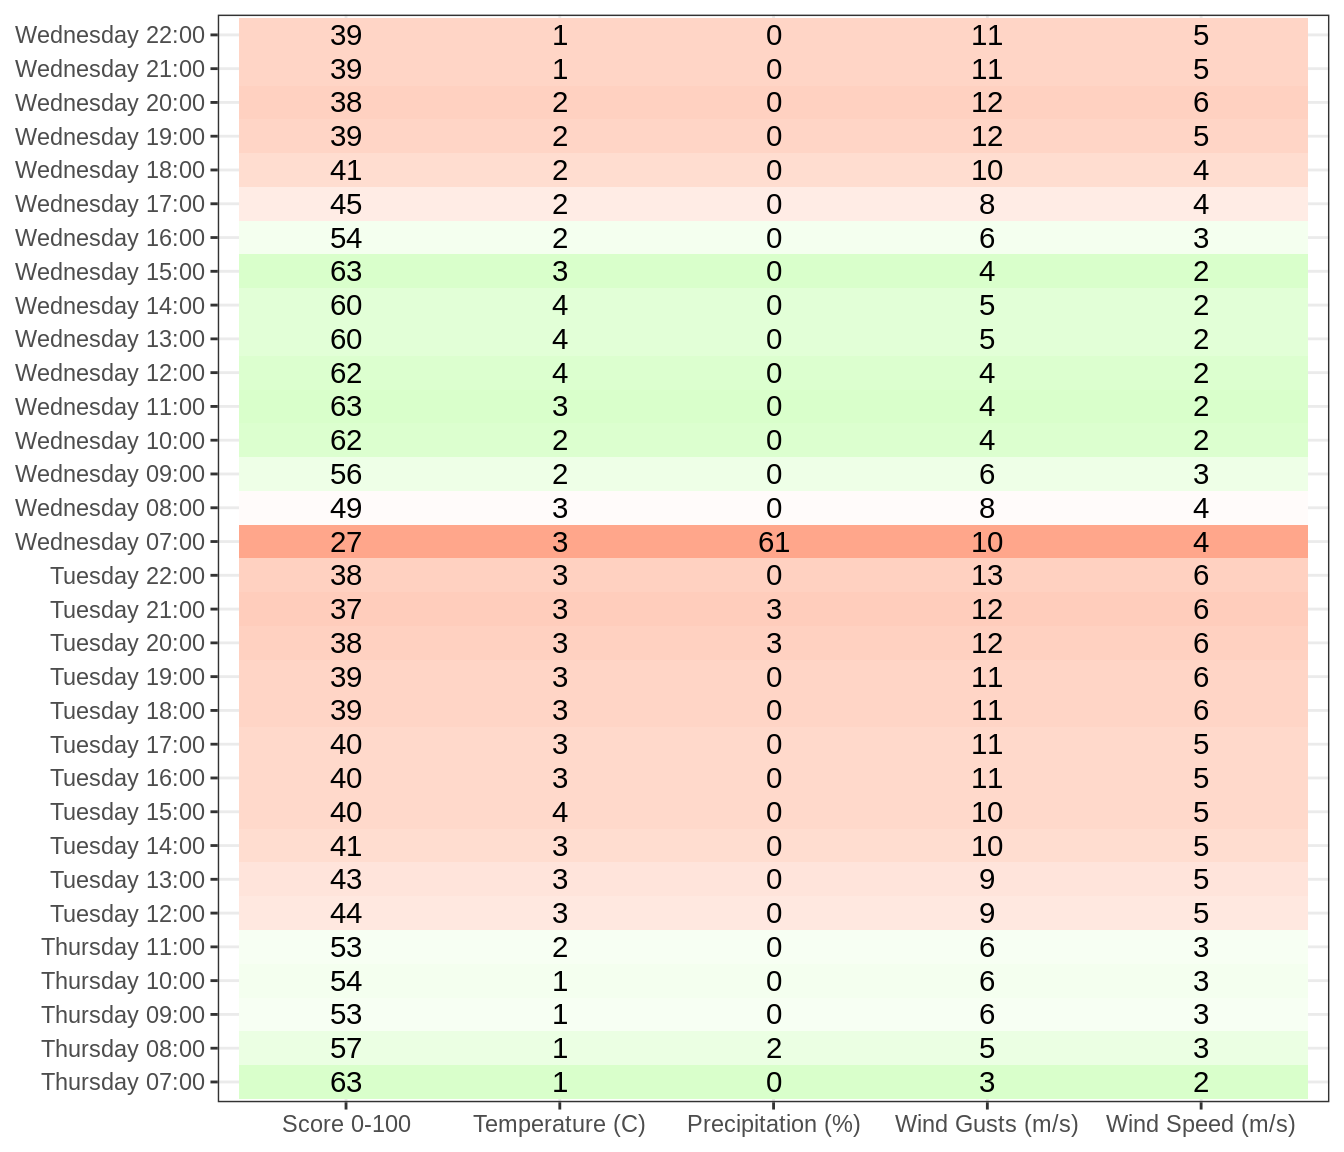 Wednesday 22:00 39 1 0 11 5
Wednesday 21:00 39 1 0 11 5
Wednesday 20:00 38 2 0 12 6
Wednesday 19:00 39 2 0 12 5
Wednesday 18:00 41 2 0 10 4
Wednesday 17:00 45 2 0 8 4
Wednesday 16:00 54 2 0 6 3
Wednesday 15:00 63 3 0 4 2
Wednesday 14:00 60 4 0 5 2
Wednesday 13:00 60 4 0 5 2
Wednesday 12:00 62 4 0 4 2
Wednesday 11:00 63 3 0 4 2
Wednesday 10:00 62 2 0 4 2
Wednesday 09:00 56 2 0 6 3
Wednesday 08:00 49 3 0 8 4
Wednesday 07:00 27 3 61 10 4
Tuesday 22:00 38 3 0 13 6
Tuesday 21:00 37 3 3 12 6
Tuesday 20:00 38 3 3 12 6
Tuesday 19:00 39 3 0 11 6
Tuesday 18:00 39 3 0 11 6
Tuesday 17:00 40 3 0 11 5
Tuesday 16:00 40 3 0 11 5
Tuesday 15:00 40 4 0 10 5
Tuesday 14:00 41 3 0 10 5
Tuesday 13:00 43 3 0 9 5
Tuesday 12:00 44 3 0 9 5
Thursday 11:00 53 2 0 6 3
Thursday 10:00 54 1 0 6 3
Thursday 09:00 53 1 0 6 3
Thursday 08:00 57 1 2 5 3
Thursday 07:00 63 1 0 3 2
Score 0-100 Temperature (C) Precipitation (%) Wind Gusts (m/s) Wind Speed (m/s)